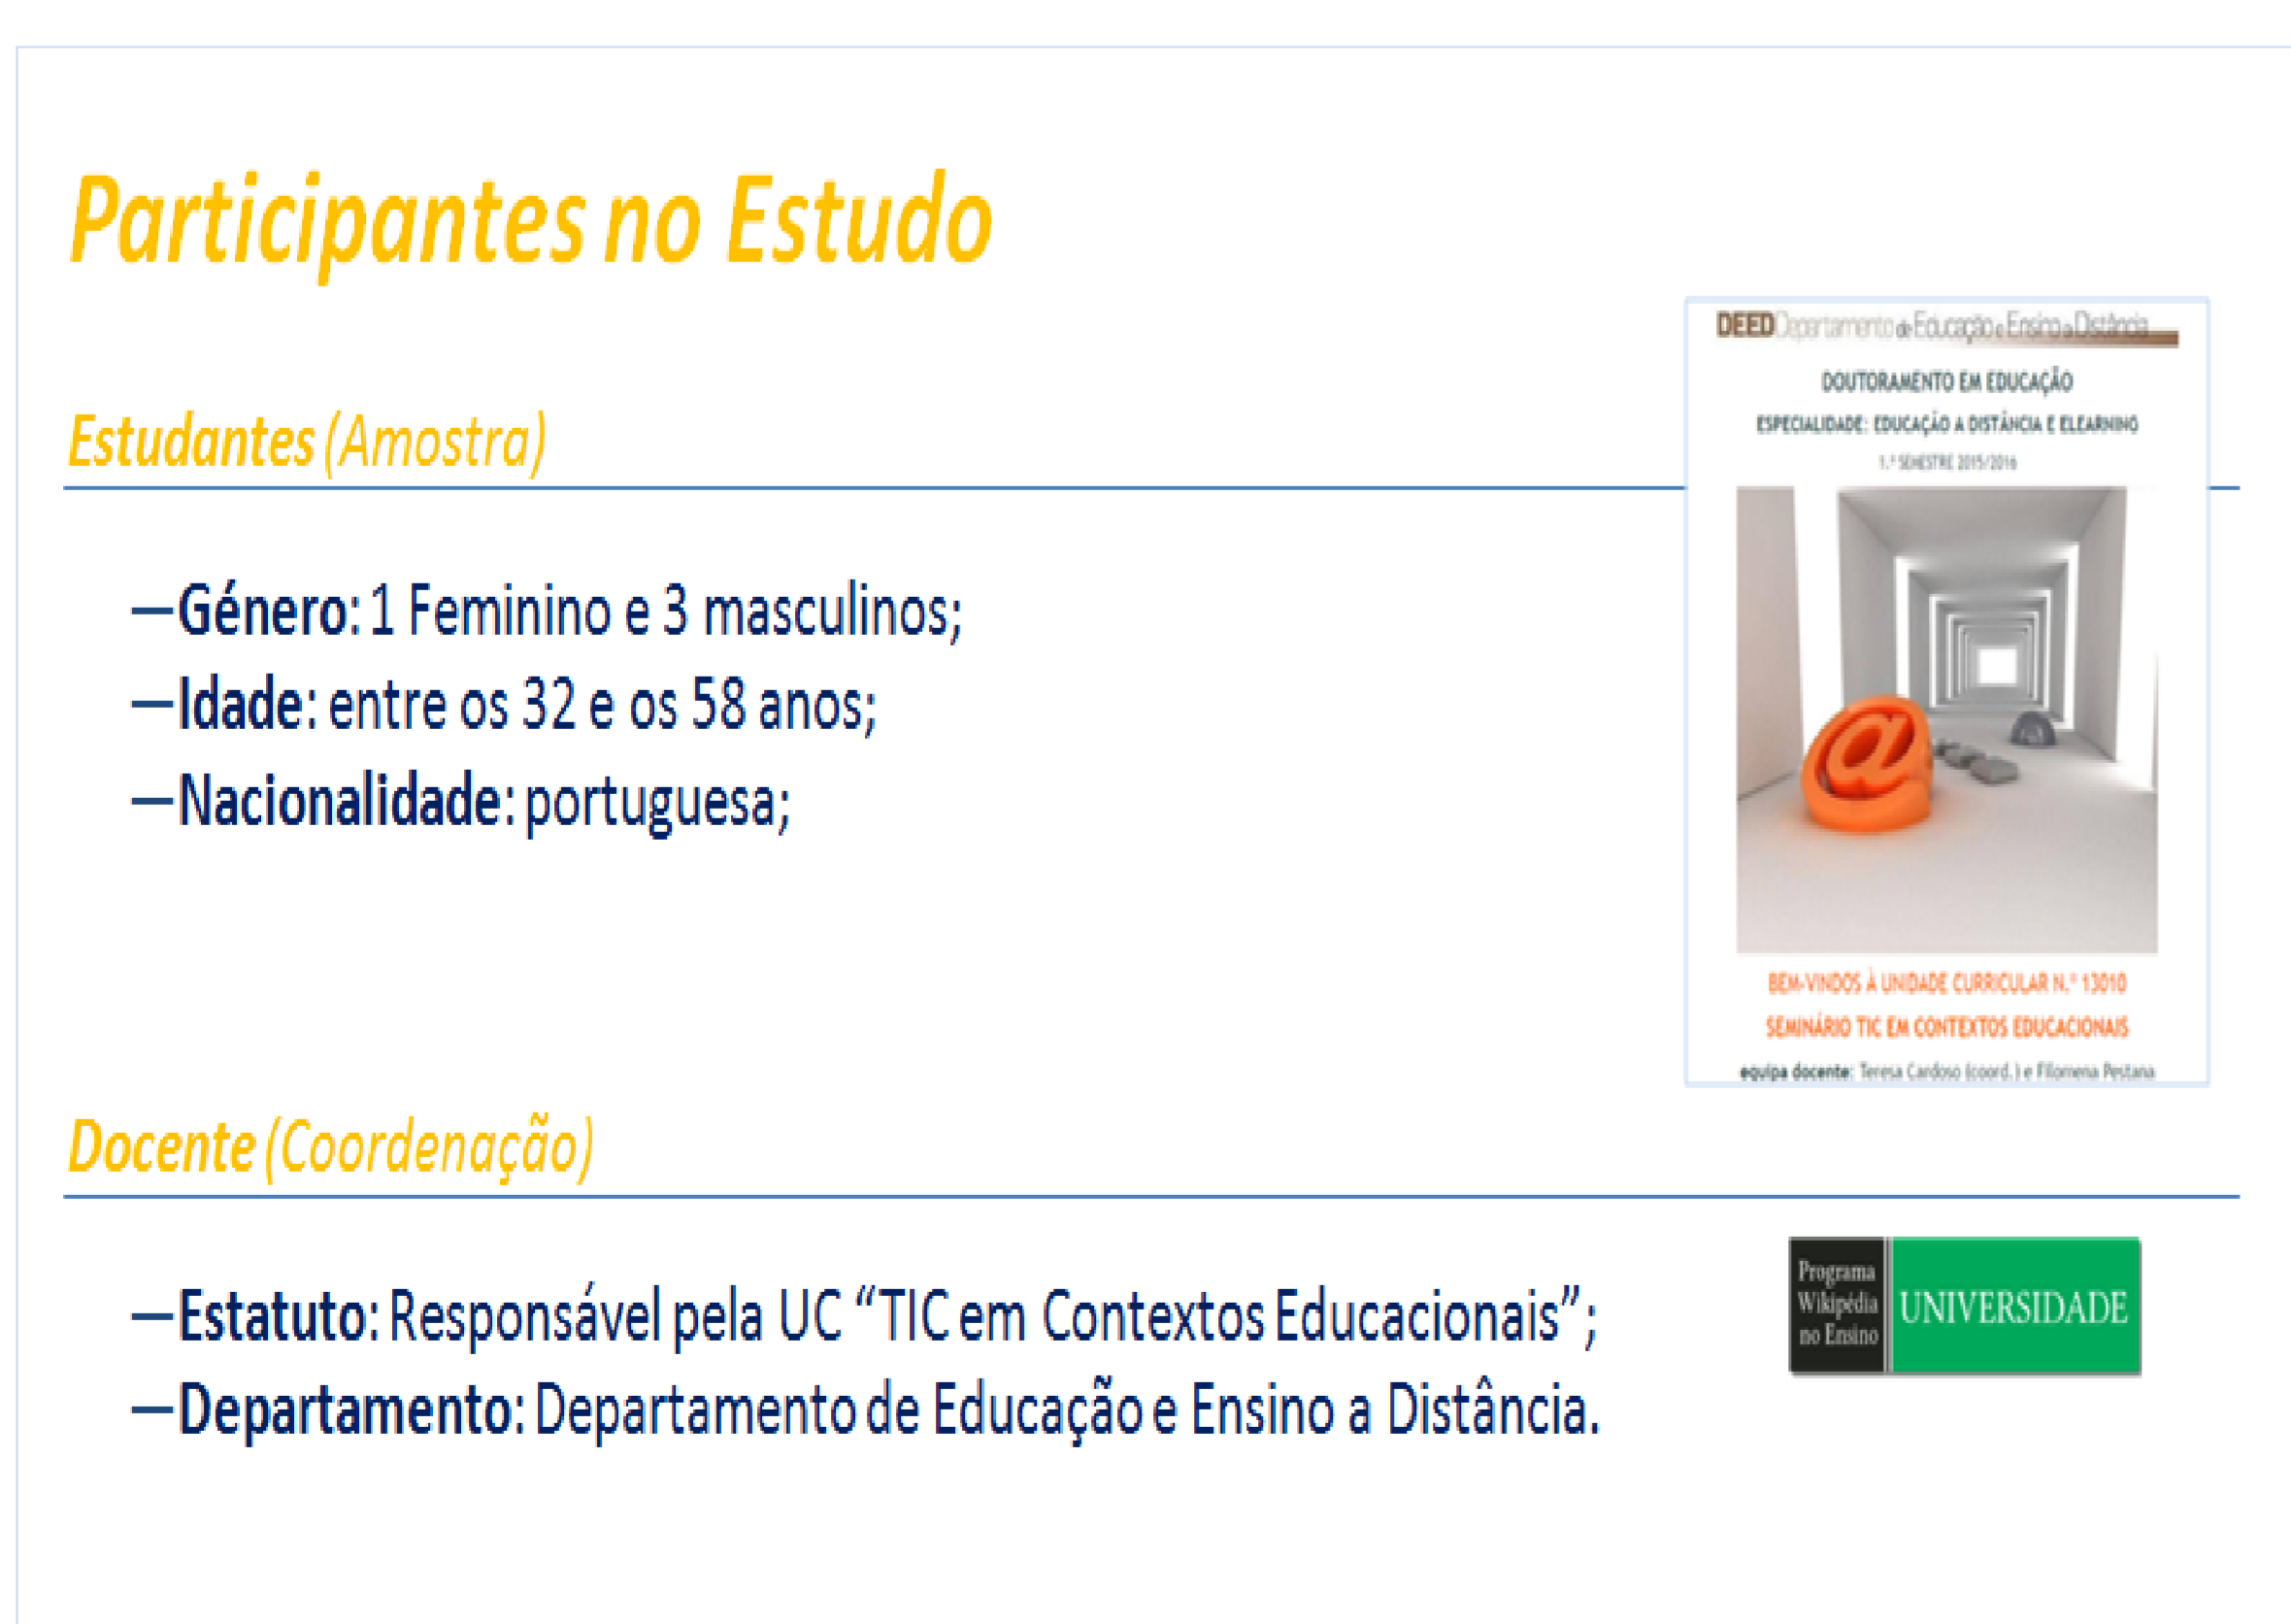 Participantes no Estudo
Estudantes (Amostra)
—Género: 1 Feminino e 3 masculinos;
—Idade: entre os 32 e os 58 anos;
—Nacionalidade: portuguesa;
DEED Departamento de Educação e Ensino a Distância
DOUTORAMENTO EM EDUCAÇÃO
ESPECIALIDADE: EDUCAÇÃO A DISTÂNCIA E ELEARNING
1.º SEMESTRE 2015/2016
@
BEM-VINDOS À UNIDADE CURRICULAR N.º 13010
SEMINÁRIO TIC EM CONTEXTOS EDUCACIONAIS
equipa docente: Teresa Cardoso (coord.) e Filomena Pestana
Docente (Coordenação)
—Estatuto: Responsável pela UC “TIC em Contextos Educacionais”;
—Departamento: Departamento de Educação e Ensino a Distância.
Programa
Wikipédia
no Ensino
UNIVERSIDADE